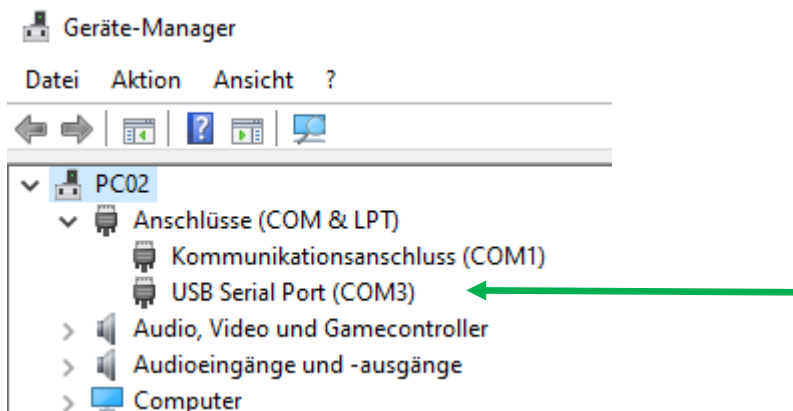 Geräte-Manager
Datei Aktion Ansicht ?
PC02
Anschlüsse (COM & LPT)
Kommunikationsanschluss (COM1)
USB Serial Port (COM3)
Audio, Video und Gamecontroller
Audioeingänge und -ausgänge
Computer